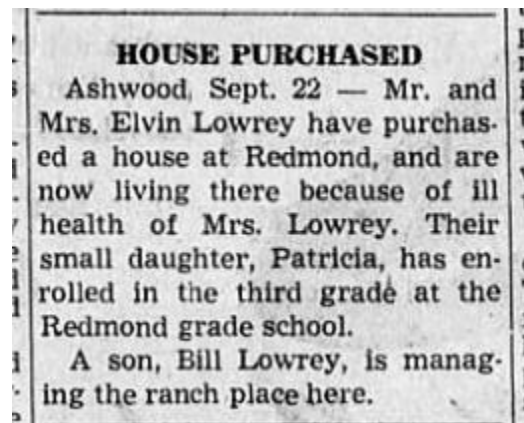 HOUSE PURCHASED
Ashwood, Sept. 22 — Mr. and
Mrs. Elvin Lowrey have purchas-
ed a house at Redmond, and are
now living there because of ill
health of Mrs. Lowrey. Their
small daughter, Patricia, has en-
rolled in the third grade at the
Redmond grade school.
A son, Bill Lowrey, is manag-
ing the ranch place here.